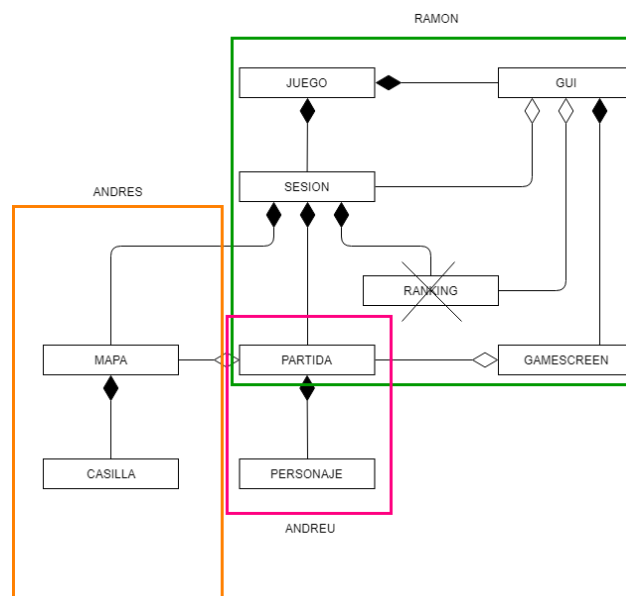 RAMON
JUEGO
GUI
ANDRES
SESION
RANKING
MAPA
PARTIDA
GAMESCREEN
CASILLA
PERSONAJE
ANDREU